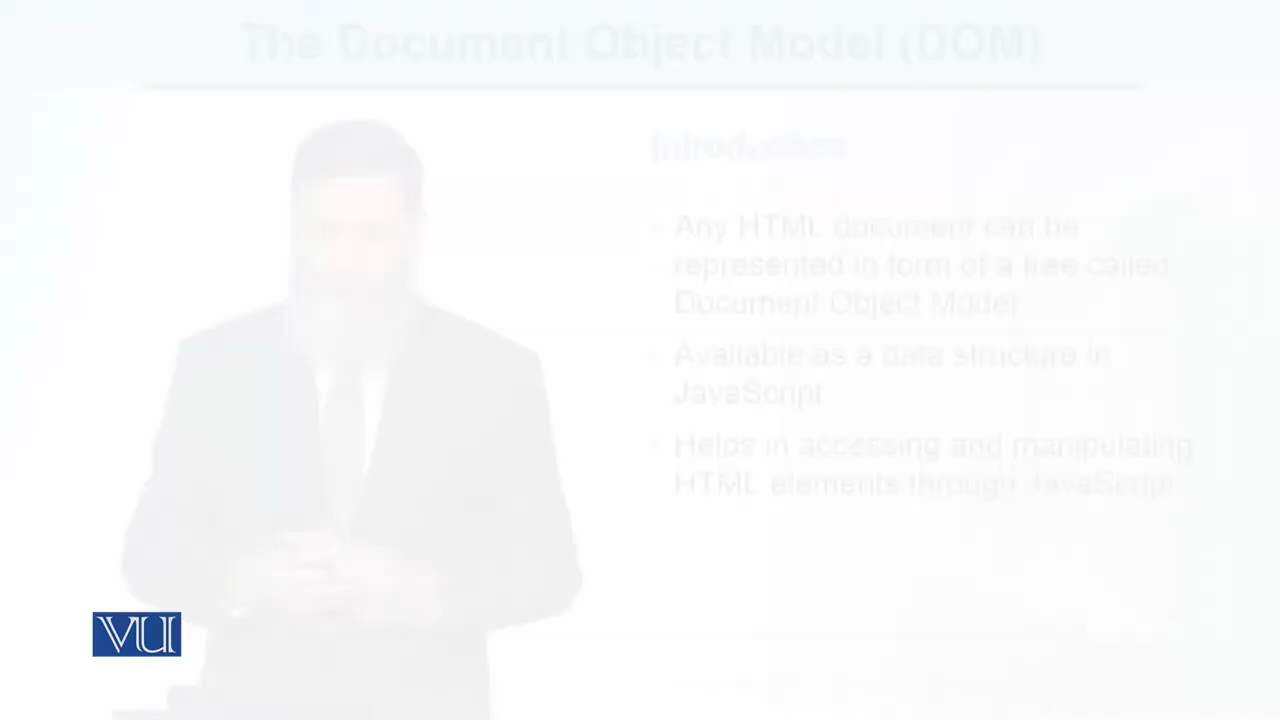 The Document Object Model (DOM)
Introduction
- Any HTML document can be
represented in form of a tree called
Document Object Model
- Available as a data structure in
JavaScript
- Helps in accessing and manipulating
HTML elements through JavaScript
VU